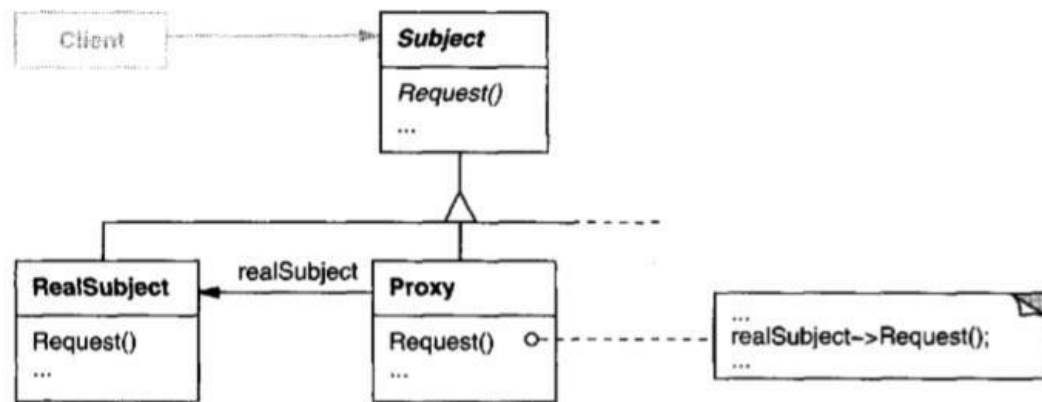 Client
Subject
Request()
...
RealSubject
Request()
...
realSubject
Proxy
Request()
...
...
realSubject->Request();
...